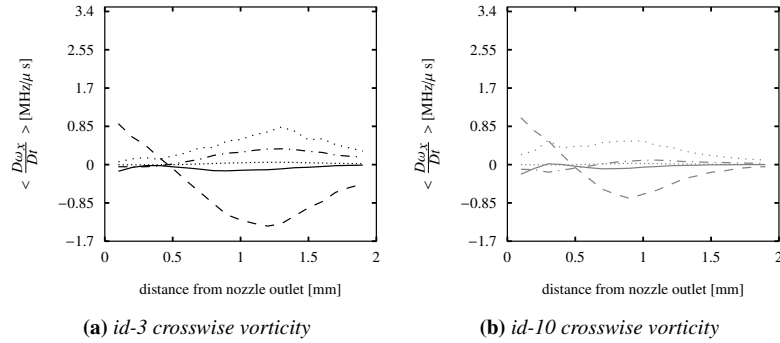 3.4
2.55
1.7
0.85
0
−0.85
−1.7
< Dω x / Dt > [MHz/μ s]
0 0.5 1 1.5 2
distance from nozzle outlet [mm]
(a) id-3 crosswise vorticity
3.4
2.55
1.7
0.85
0
−0.85
−1.7
< Dω x / Dt > [MHz/μ s]
0 0.5 1 1.5 2
distance from nozzle outlet [mm]
(b) id-10 crosswise vorticity